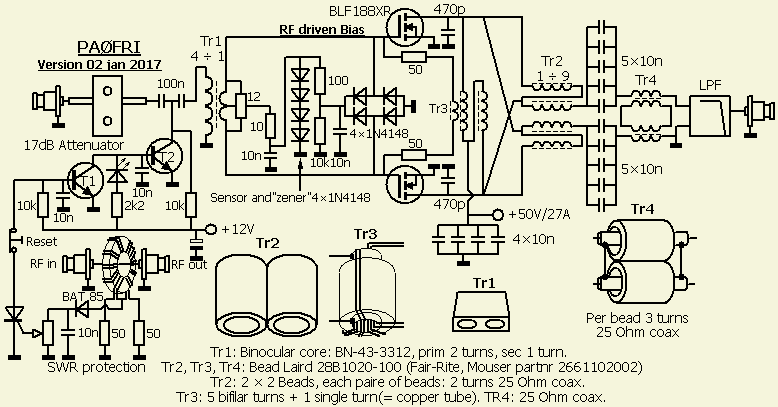 PAØFRI
Version 02 jan 2017
17dB Attenuator
100n
Tr1
4 ÷ 1
RF driven Bias
BLF188XR
470p
50
12
10
10n
100
10k
10n
4×1N4148
Sensor and "zener" 4×1N4148
50
470p
Tr3
Tr2
1 ÷ 9
5×10n
5×10n
Tr4
LPF
+50V/27A
4×10n
T1
T2
10k
10n
10n
2k2
10k
+12V
Reset
RF in
RF out
BAT 85
10n
50
50
SWR protection
Tr2
Tr3
Tr1
Tr4
Per bead 3 turns
25 Ohm coax
Tr1: Binocular core: BN-43-3312, prim 2 turns, sec 1 turn.
Tr2, Tr3, Tr4: Bead Laird 28B1020-100 (Fair-Rite, Mouser partnr 2661102002)
Tr2: 2 × 2 Beads, each paire of beads: 2 turns 25 Ohm coax.
Tr3: 5 bifilar turns + 1 single turn(= copper tube). TR4: 25 Ohm coax.